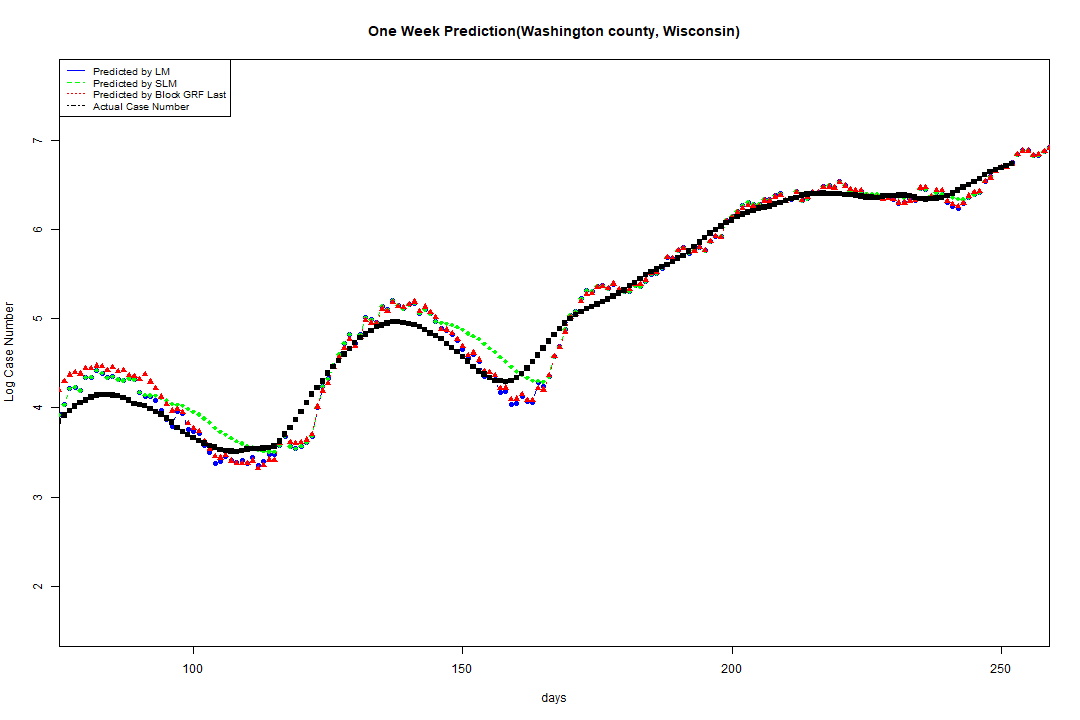 One Week Prediction(Washington county, Wisconsin)
Predicted by LM
Predicted by SLM
Predicted by Block GRF Last
Actual Case Number
7
6
5
4
3
2
Log Case Number
100 150 200 250
days